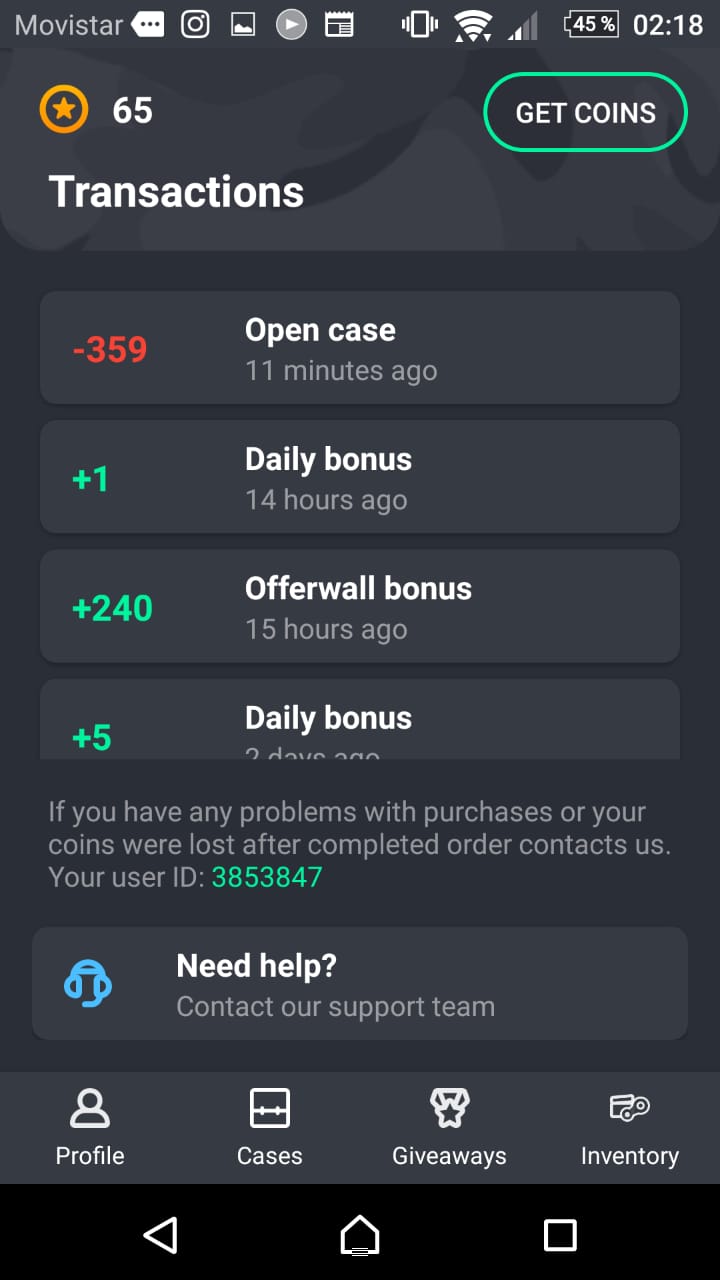 Movistar 45 % 02:18
65 GET COINS
Transactions
-359 Open case
11 minutes ago
+1 Daily bonus
14 hours ago
+240 Offerwall bonus
15 hours ago
+5 Daily bonus
2 days ago
If you have any problems with purchases or your
coins were lost after completed order contacts us.
Your user ID: 3853847
Need help?
Contact our support team
Profile Cases Giveaways Inventory